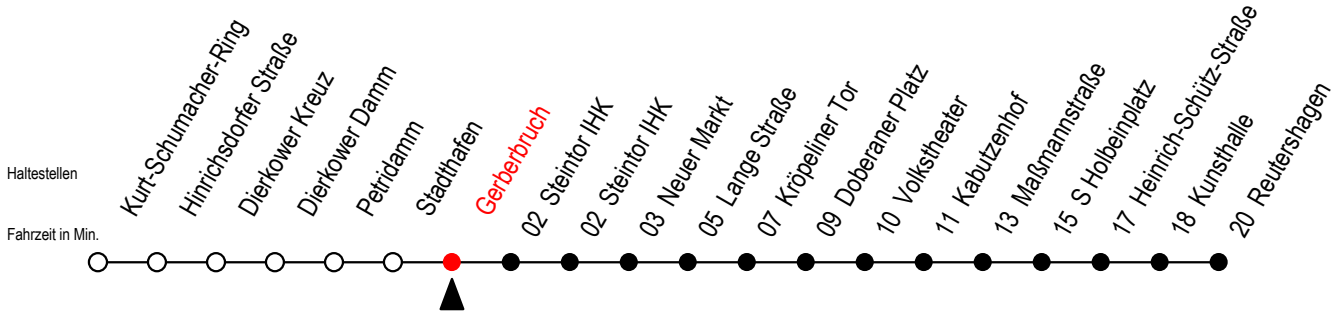 Haltestellen
Fahrzeit in Min.
Kurt-Schumacher-Ring
Hinrichsdorfer Straße
Dierkower Kreuz
Dierkower Damm
Petridamm
Stadthafen
Gerberbruch
02 Steintor IHK
02 Steintor IHK
03 Neuer Markt
05 Lange Straße
07 Kröpeliner Tor
09 Doberaner Platz
10 Volkstheater
11 Kabutzenhof
13 Maßmannstraße
15 S Holbeinplatz
17 Heinrich-Schütz-Straße
18 Kunsthalle
20 Reutershagen